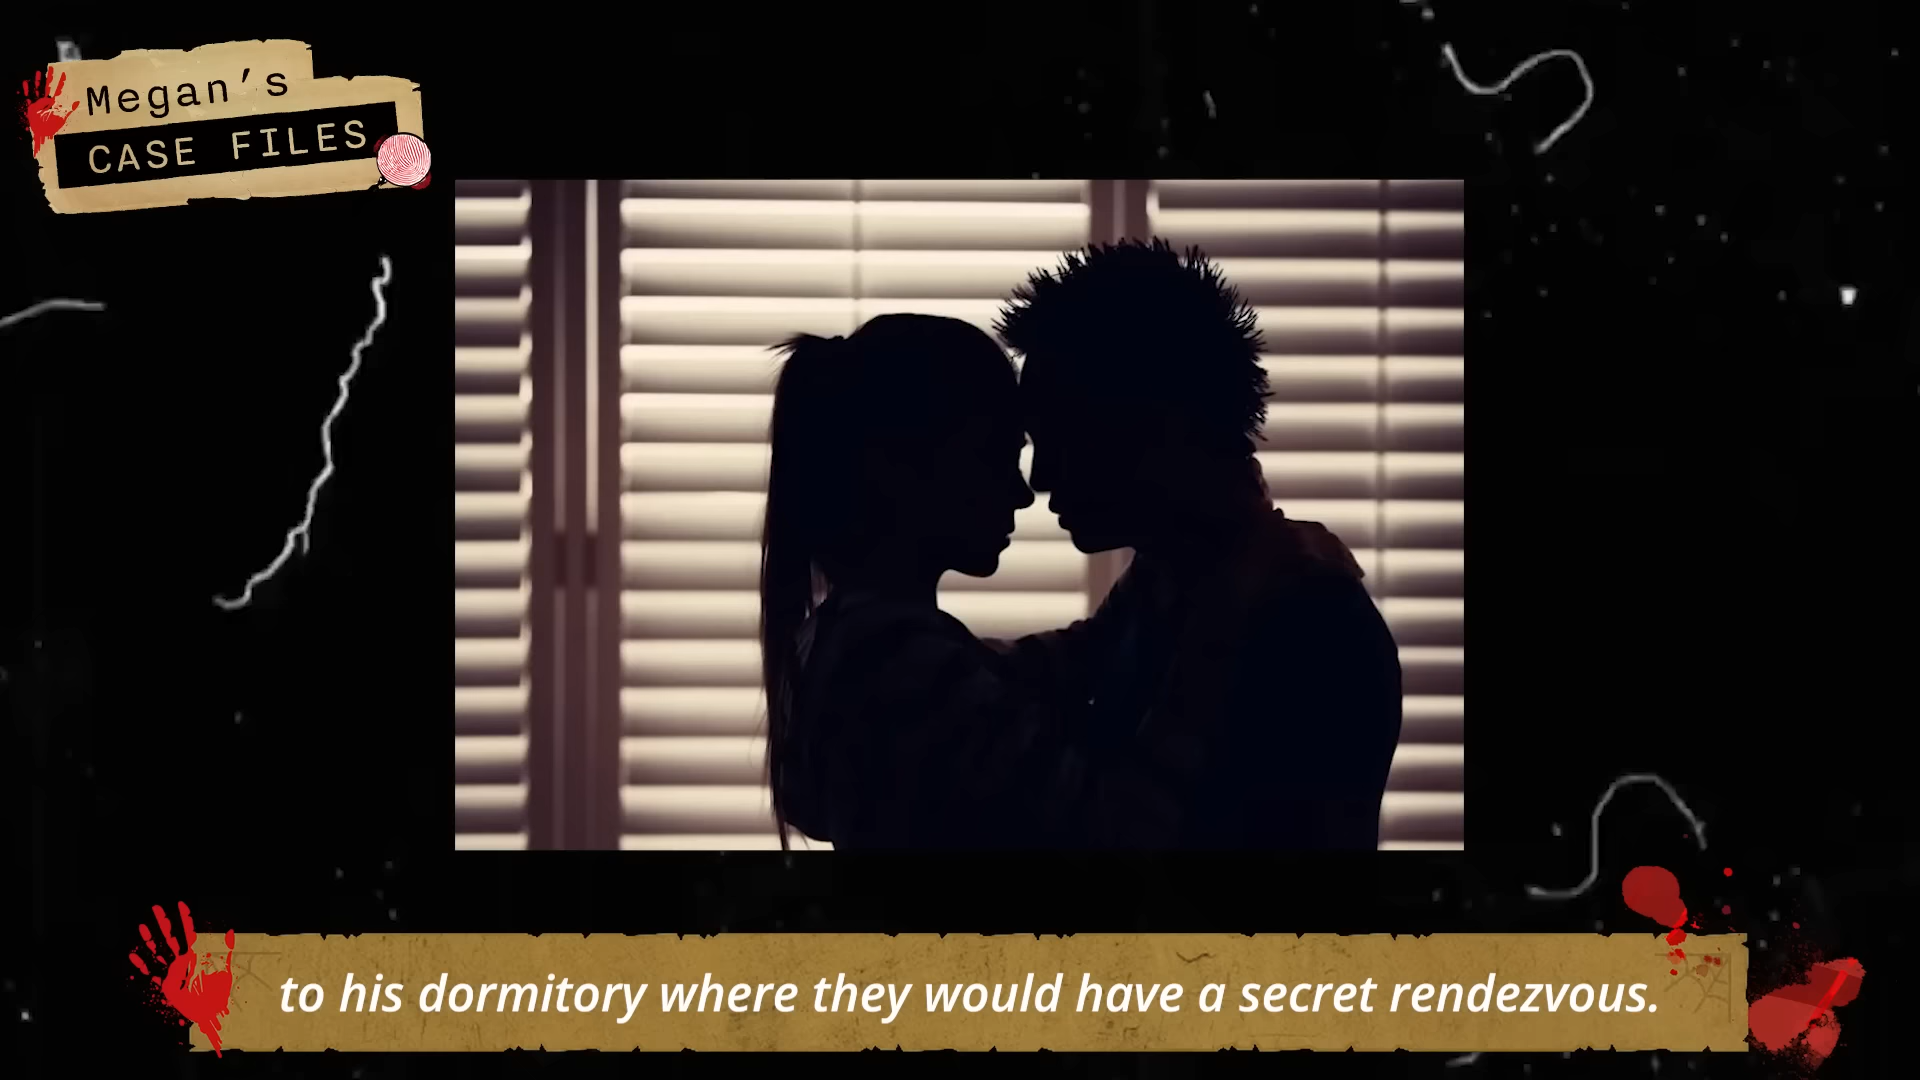 Megan's
CASE FILES
to his dormitory where they would have a secret rendezvous.